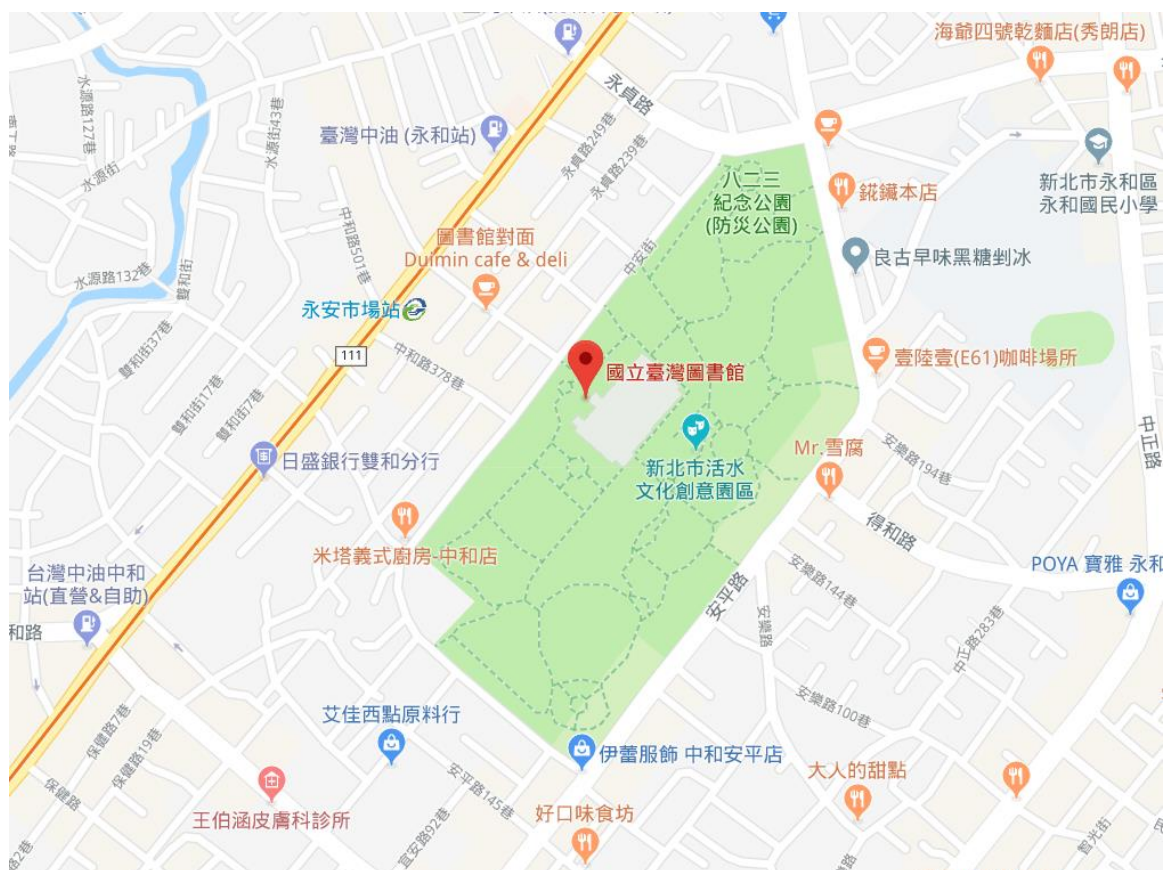 海爺四號乾麵店(秀朗店)
永貞路
水源路127巷
水源街43巷
臺灣中油 (永和站)
永貞路249巷
永貞路239巷
水源街
八二三
紀念公園
(防災公園)
錵鑶本店
新北市永和區
永和國民小學
中和路501巷
圖書館對面
Duimin cafe & deli
中安街
良古早味黑糖剉冰
水源路132巷
雙和街
永安市場站
111
雙和街37巷
中和路378巷
國立臺灣圖書館
壹陸壹(E61)咖啡場所
雙和街17巷
雙和街7巷
中正路
日盛銀行雙和分行
新北市活水
文化創意園區
Mr.雪腐
安樂路194巷
得和路
米塔義式廚房-中和店
台灣中油中和
站(直營&自助)
和路
安平路
安樂路144巷
POYA 寶雅 永和
安樂路
中正路283巷
保健路7巷
保健路19巷
保健路
艾佳西點原料行
伊蕾服飾 中和安平店
安樂路100巷
大人的甜點
安平路145巷
王伯涵皮膚科診所
宜安路92巷
好口味食坊
智光街
路2巷